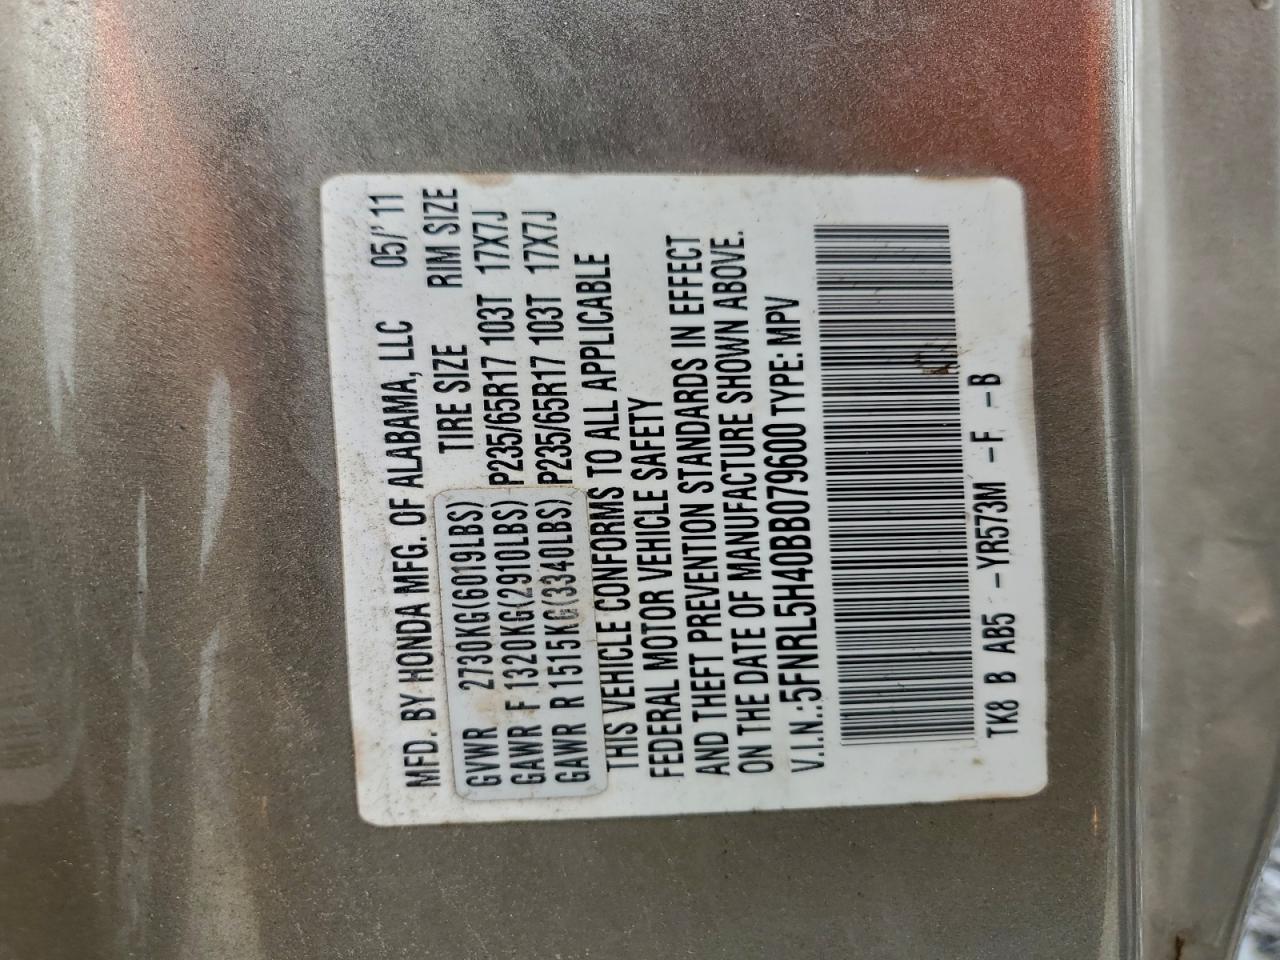 MFD. BY HONDA MFG. OF ALABAMA, LLC 05/'11
TIRE SIZE RIM SIZE
GVWR 2730KG(6019LBS)
GAWR F 1320KG(2910LBS) P235/65R17 103T 17X7J
GAWR R 1515KG(3340LBS) P235/65R17 103T 17X7J
THIS VEHICLE CONFORMS TO ALL APPLICABLE
FEDERAL MOTOR VEHICLE SAFETY
AND THEFT PREVENTION STANDARDS IN EFFECT
ON THE DATE OF MANUFACTURE SHOWN ABOVE.
V.I.N.:5FNRL5H40BB079600 TYPE: MPV
TK8 B AB5 -YR573M -F -B